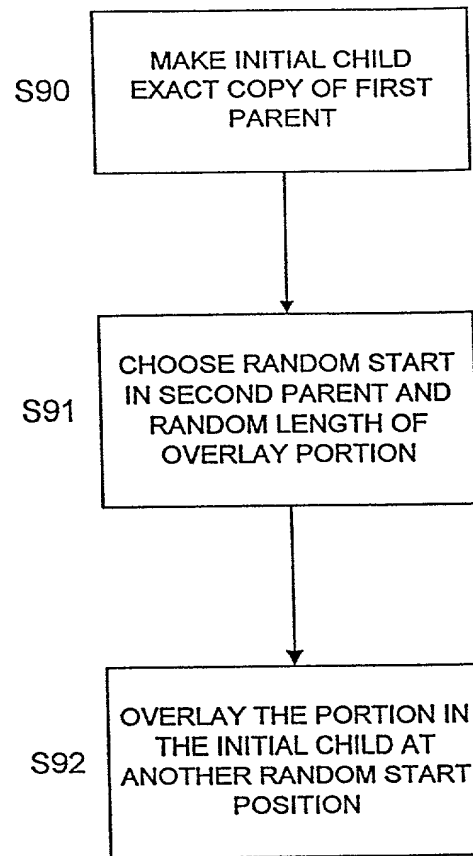 S90
MAKE INITIAL CHILD
EXACT COPY OF FIRST
PARENT
S91
CHOOSE RANDOM START
IN SECOND PARENT AND
RANDOM LENGTH OF
OVERLAY PORTION
S92
OVERLAY THE PORTION IN
THE INITIAL CHILD AT
ANOTHER RANDOM START
POSITION